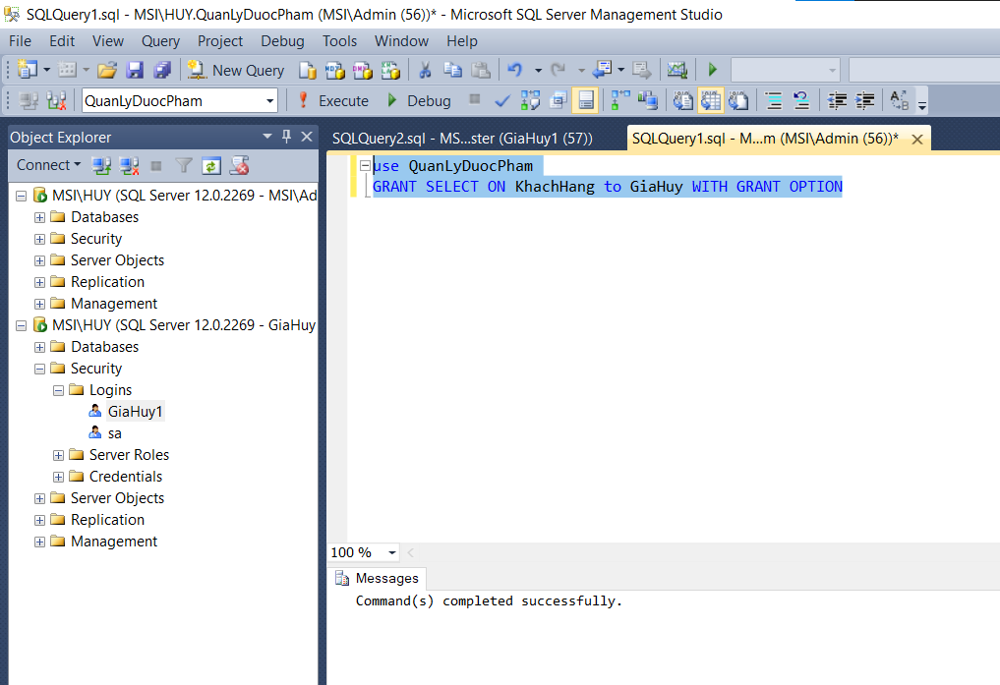 SQLQuery1.sql - MSI\HUY.QuanLyDuocPham (MSI\Admin (56))* - Microsoft SQL Server Management Studio
File Edit View Query Project Debug Tools Window Help
New Query
QuanLyDuocPham Execute Debug
Object Explorer
SQLQuery2.sql - MS...ster (GiaHuy1 (57)) SQLQuery1.sql - M...m (MSI\Admin (56))*
Connect
MSI\HUY (SQL Server 12.0.2269 - MSI\Ad
Databases
Security
Server Objects
Replication
Management
MSI\HUY (SQL Server 12.0.2269 - GiaHuy
Databases
Security
Logins
GiaHuy1
sa
Server Roles
Credentials
Server Objects
Replication
Management
use QuanLyDuocPham
GRANT SELECT ON KhachHang to GiaHuy WITH GRANT OPTION
100 %
Messages
Command(s) completed successfully.